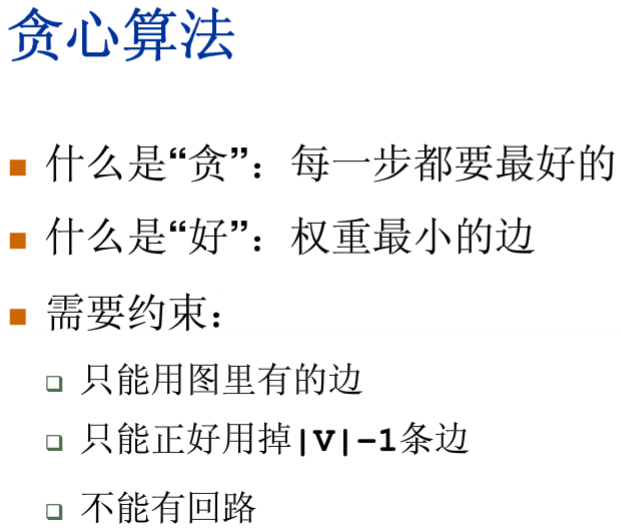 贪心算法
什么是“贪”：每一步都要最好的
什么是“好”：权重最小的边
需要约束：
只能用图里有的边
只能正好用掉|V|-1条边
不能有回路